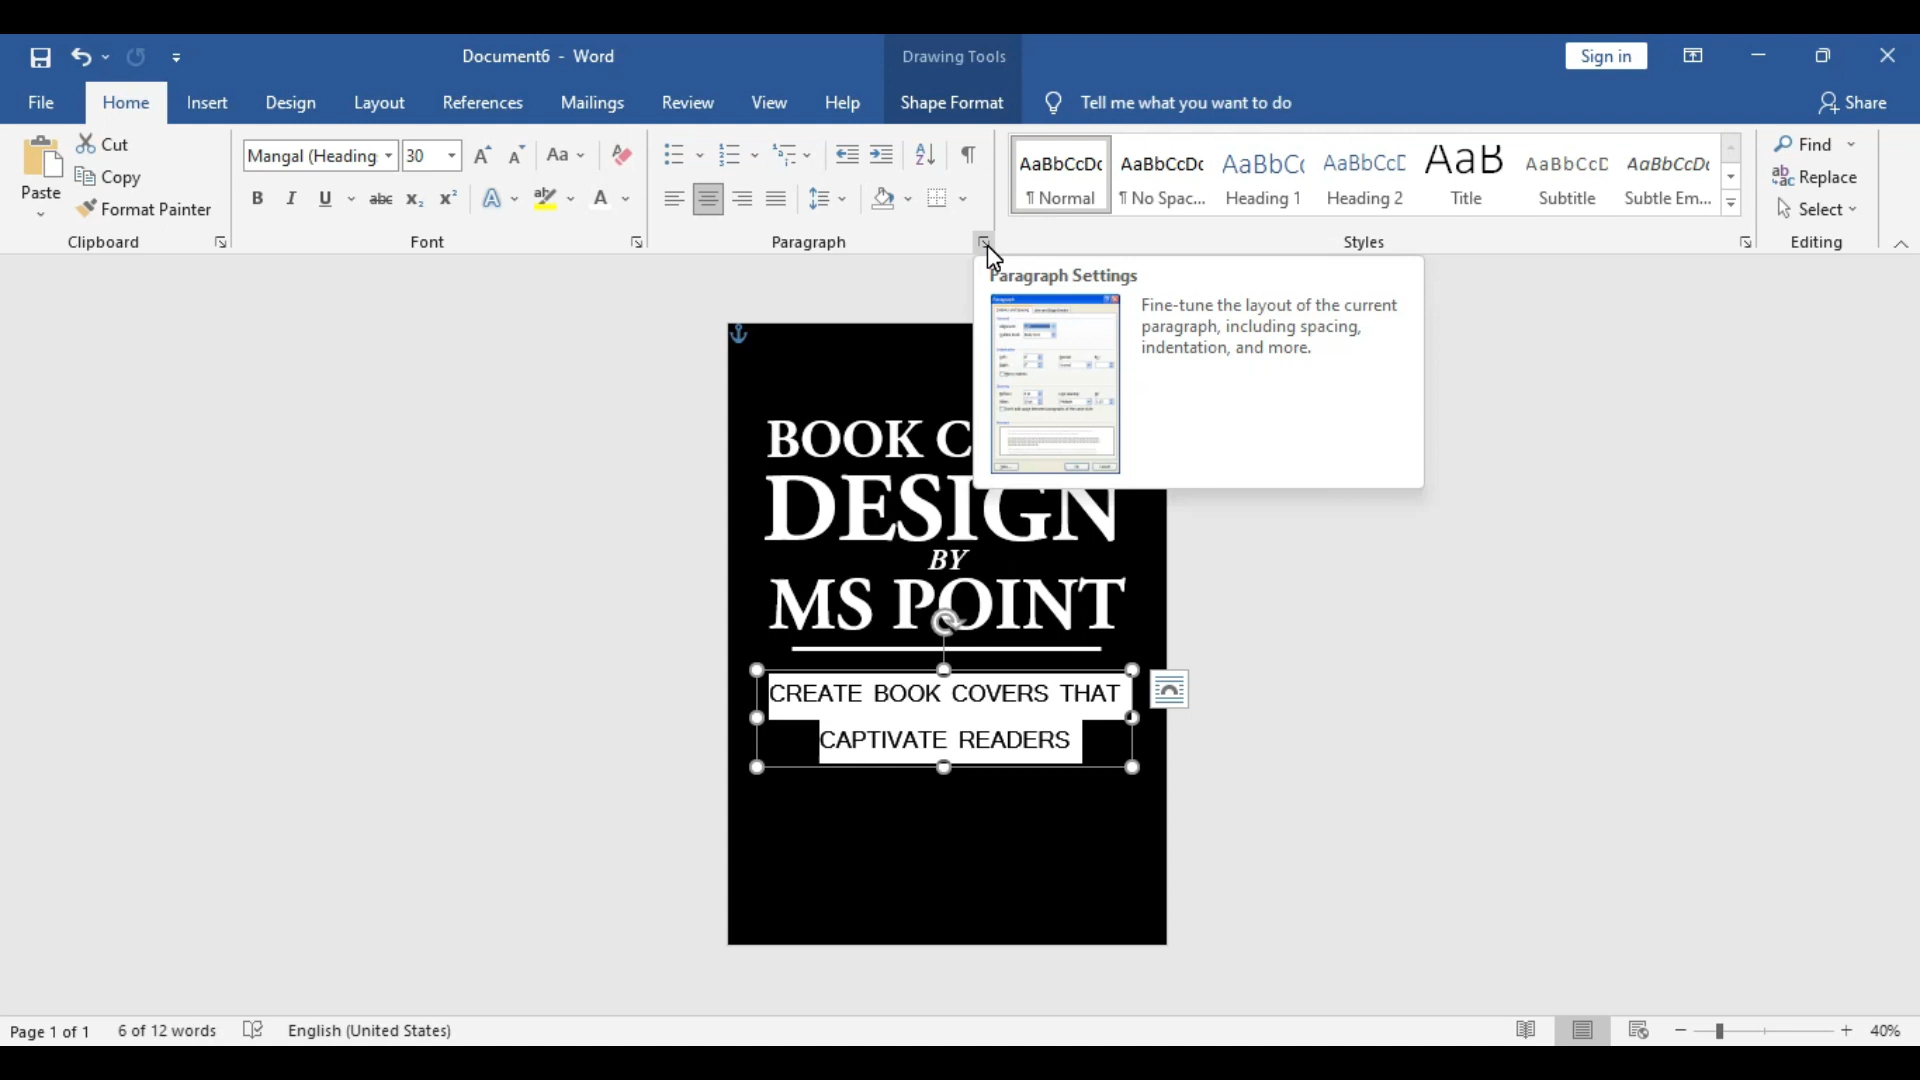 Document6 - Word
Drawing Tools
Sign in
File
Home
Insert
Design
Layout
References
Mailings
Review
View
Help
Shape Format
Tell me what you want to do
Share
Paste
Cut
Copy
Format Painter
Clipboard
Mangal (Heading
30
Aa
Font
Paragraph
AaBbCcDc
¶ Normal
AaBbCcDc
¶ No Spac...
AaBbC(
Heading 1
AaBbCcD
Heading 2
AaB
Title
AaBbCcD
Subtitle
AaBbCcDc
Subtle Em...
Styles
Find
Replace
Select
Editing
Paragraph Settings
Fine-tune the layout of the current
paragraph, including spacing,
indentation, and more.
BOOK C
DESIGN
BY
MS POINT
CREATE BOOK COVERS THAT
CAPTIVATE READERS
Page 1 of 1
6 of 12 words
English (United States)
40%